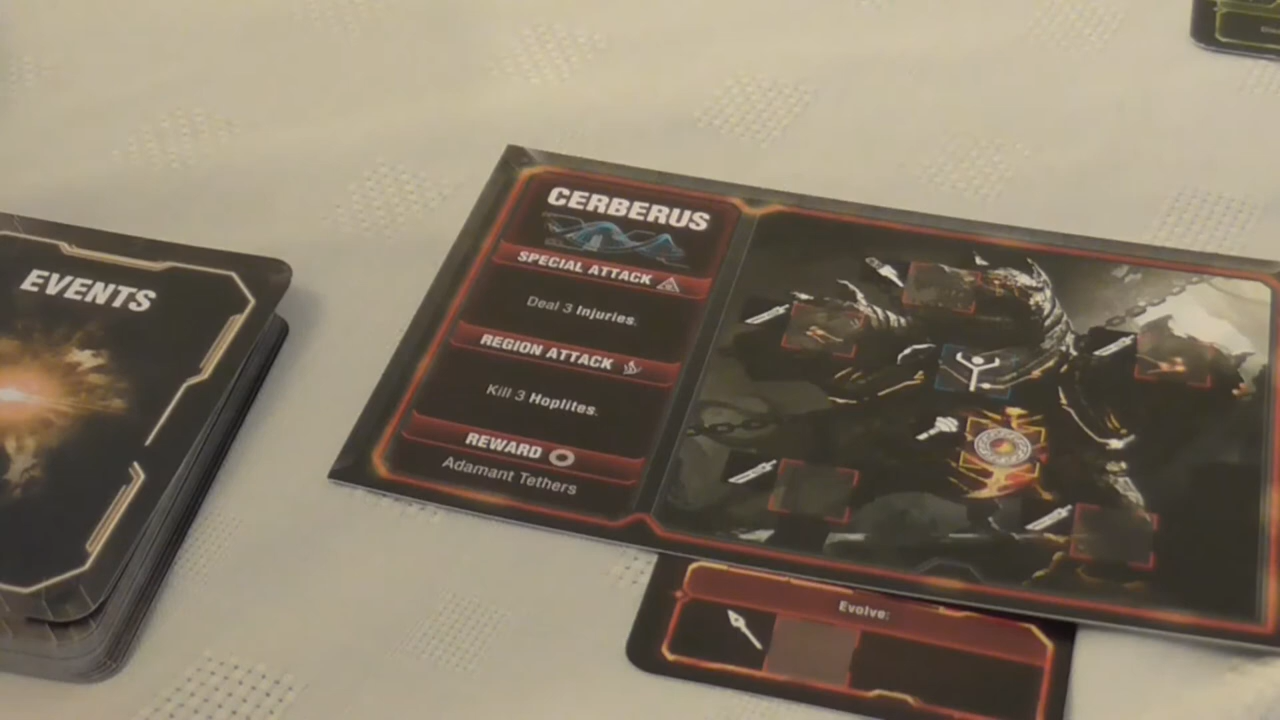 EVENTS
CERBERUS
SPECIAL ATTACK
Deal 3 Injuries.
REGION ATTACK
Kill 3 Hoplites.
REWARD
Adamant Tethers
Evolve: